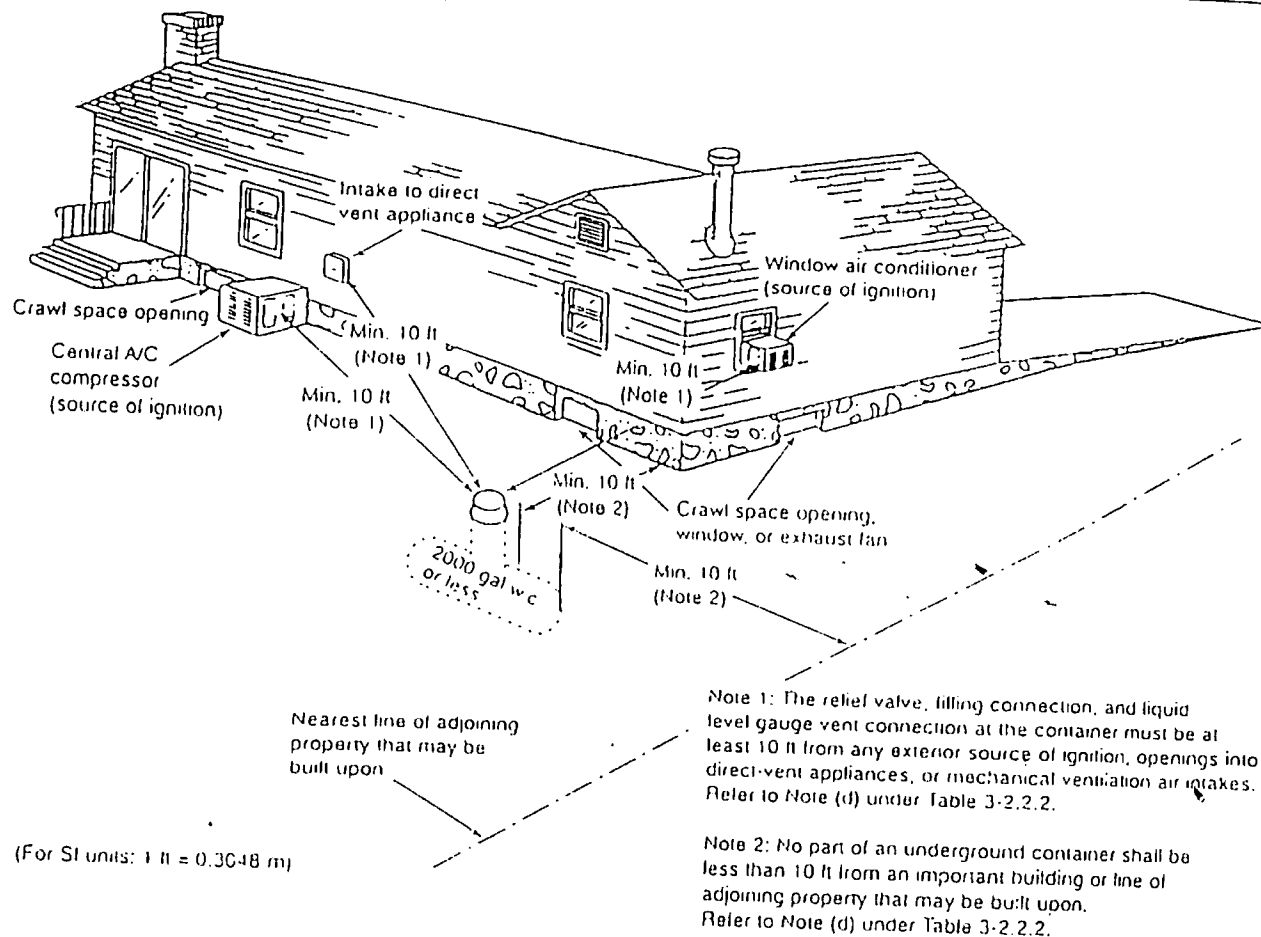 Intake to direct
vent appliance
Window air conditioner
(source of ignition)
Crawl space opening
Central A/C
compressor
(source of ignition)
Min. 10 ft
(Note 1)
Min. 10 ft
(Note 1)
Min. 10 ft
(Note 1)
Min. 10 ft
(Note 2)
Crawl space opening,
window, or exhaust fan
2000 gal w c
or less
Min. 10 ft
(Note 2)
Nearest line of adjoining
property that may be
built upon
(For SI units: 1 ft = 0.3048 m)
Note 1: The relief valve, filling connection, and liquid
level gauge vent connection at the container must be at
least 10 ft from any exterior source of ignition, openings into
direct-vent appliances, or mechanical ventilation air intakes.
Refer to Note (d) under Table 3-2.2.2.
Note 2: No part of an underground container shall be
less than 10 ft from an important building or line of
adjoining property that may be built upon.
Refer to Note (d) under Table 3-2.2.2.